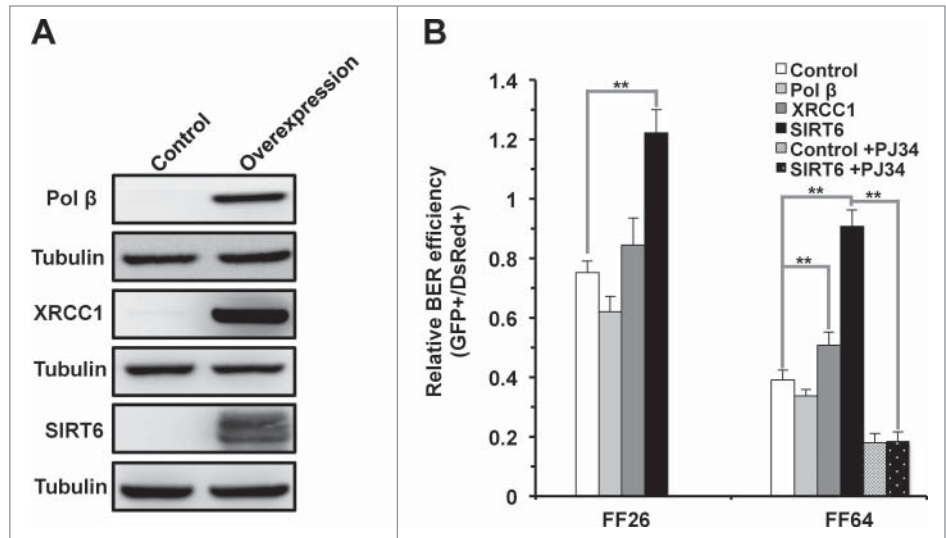 A
Control
Overexpression
Pol β
Tubulin
XRCC1
Tubulin
SIRT6
Tubulin
B
Relative BER efficiency
(GFP+/DsRed+)
1.4
1.2
1
0.8
0.6
0.4
0.2
0
**
**
**
**
Control
Pol β
XRCC1
SIRT6
Control +PJ34
SIRT6 +PJ34
FF26
FF64